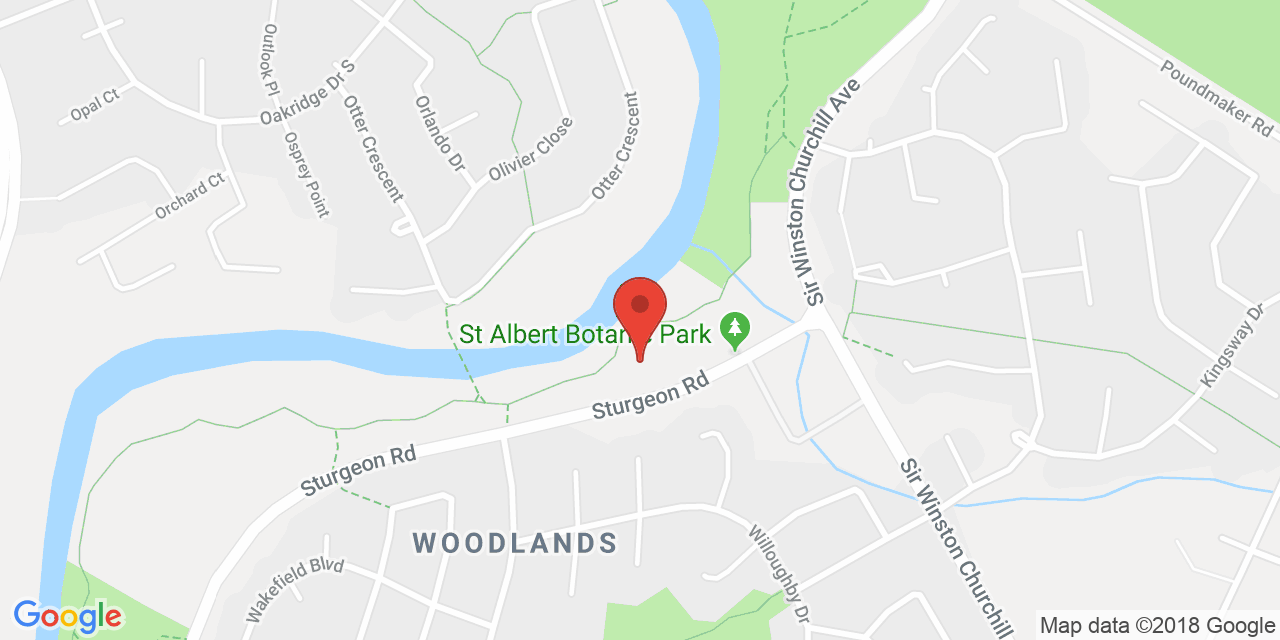 Outlook Pl
Opal Ct
Oakridge Dr S
Otter Crescent
Orlando Dr
Olivier Close
Otter Crescent
Osprey Point
Orchard Ct
Sir Winston Churchill Ave
Poundmaker Rd
St Albert Botanic Park
Kingsway Dr
Sturgeon Rd
Sturgeon Rd
Sir Winston Churchill
WOODLANDS
Willoughby Dr
Wakefield Blvd
Google
Map data ©2018 Google